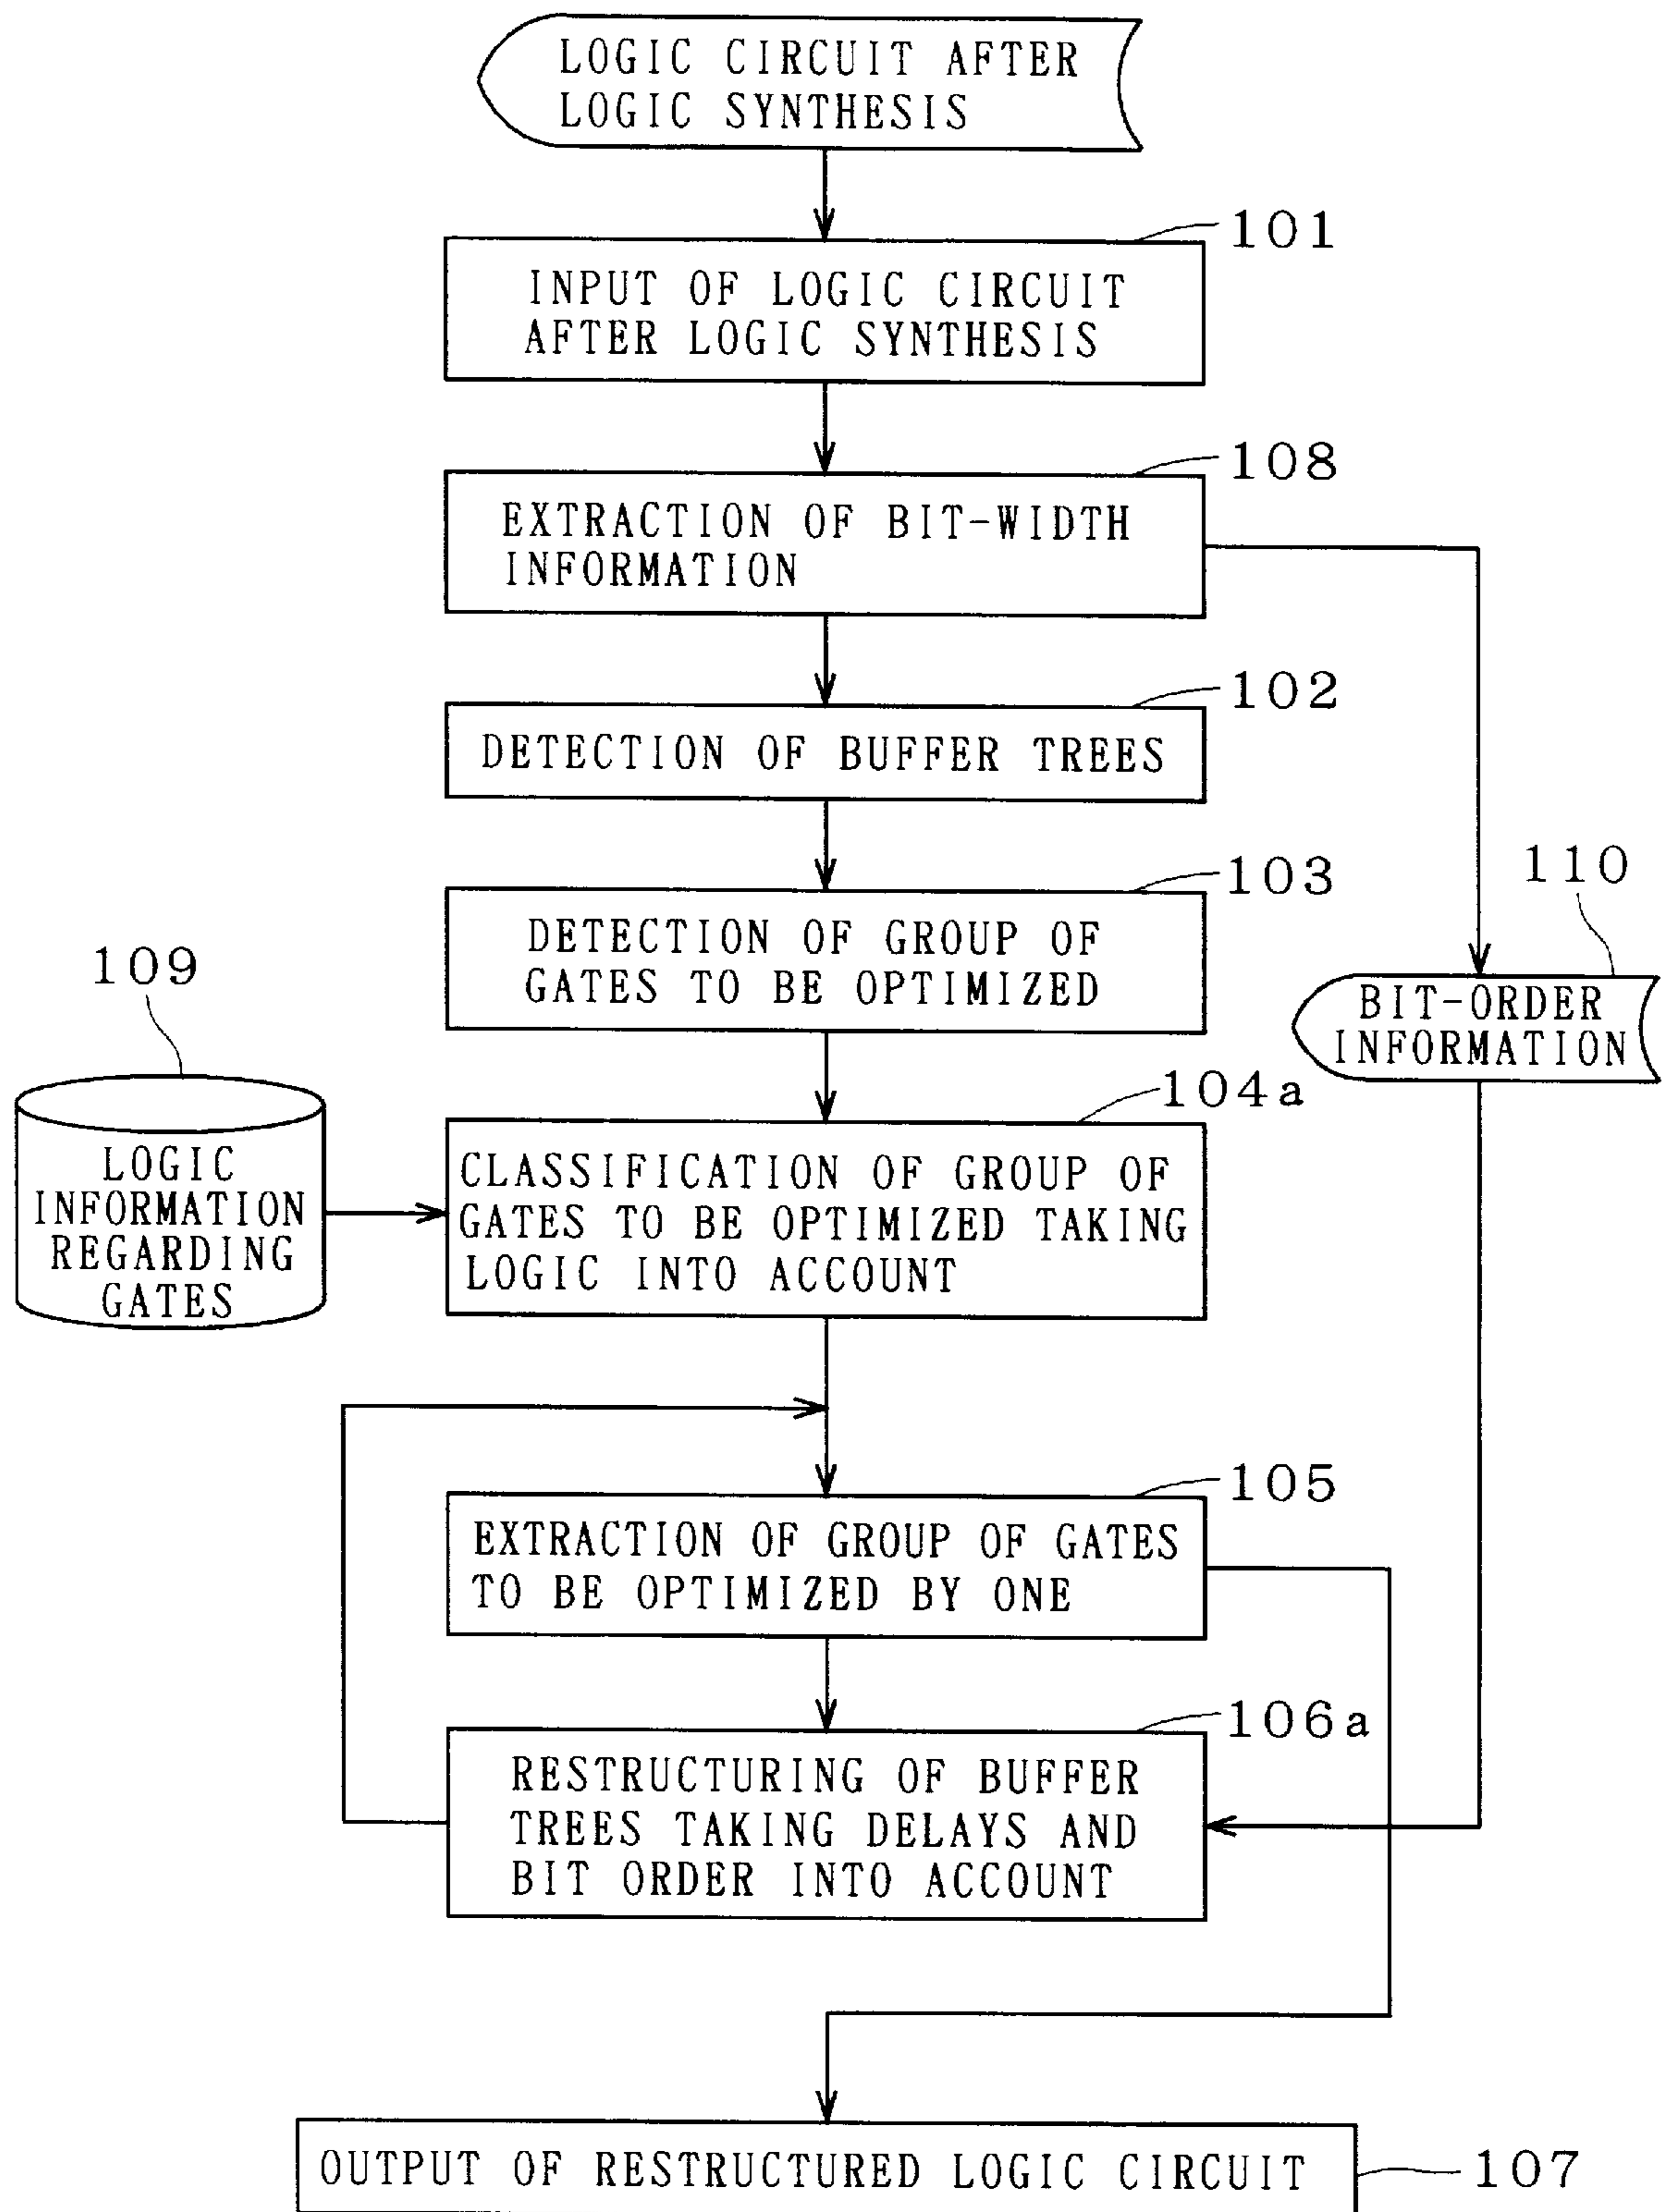 LOGIC CIRCUIT AFTER
LOGIC SYNTHESIS
101
INPUT OF LOGIC CIRCUIT
AFTER LOGIC SYNTHESIS
108
EXTRACTION OF BIT-WIDTH
INFORMATION
102
DETECTION OF BUFFER TREES
103
DETECTION OF GROUP OF
GATES TO BE OPTIMIZED
110
BIT-ORDER
INFORMATION
109
LOGIC
INFORMATION
REGARDING
GATES
104a
CLASSIFICATION OF GROUP OF
GATES TO BE OPTIMIZED TAKING
LOGIC INTO ACCOUNT
105
EXTRACTION OF GROUP OF GATES
TO BE OPTIMIZED BY ONE
106a
RESTRUCTURING OF BUFFER
TREES TAKING DELAYS AND
BIT ORDER INTO ACCOUNT
OUTPUT OF RESTRUCTURED LOGIC CIRCUIT
107